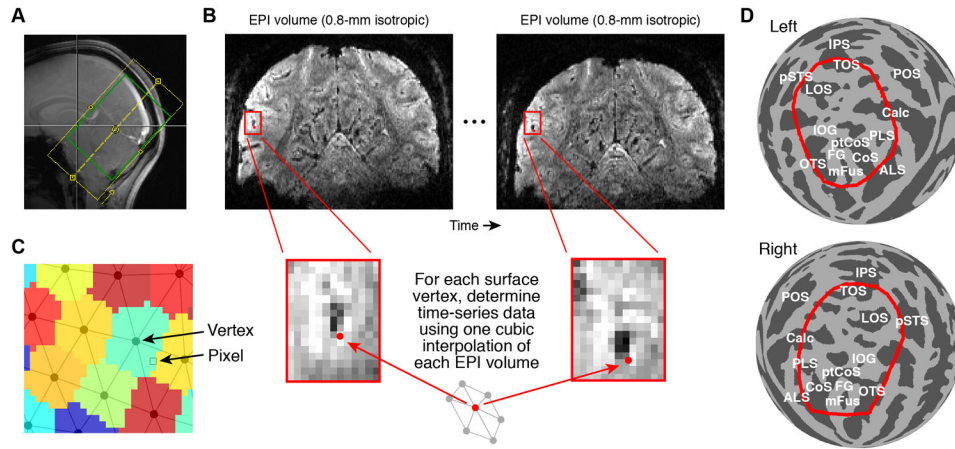 A
B
EPI volume (0.8-mm isotropic)
EPI volume (0.8-mm isotropic)
...
Time
For each surface
vertex, determine
time-series data
using one cubic
interpolation of
each EPI volume
C
Vertex
Pixel
D
Left
IPS
TOS
pSTS
POS
LOS
Calc
IOG
PLS
ptCoS
OTS
FG
CoS
mFus
ALS
Right
IPS
TOS
POS
LOS
pSTS
Calc
IOG
PLS
ptCoS
CoS
FG
OTS
ALS
mFus